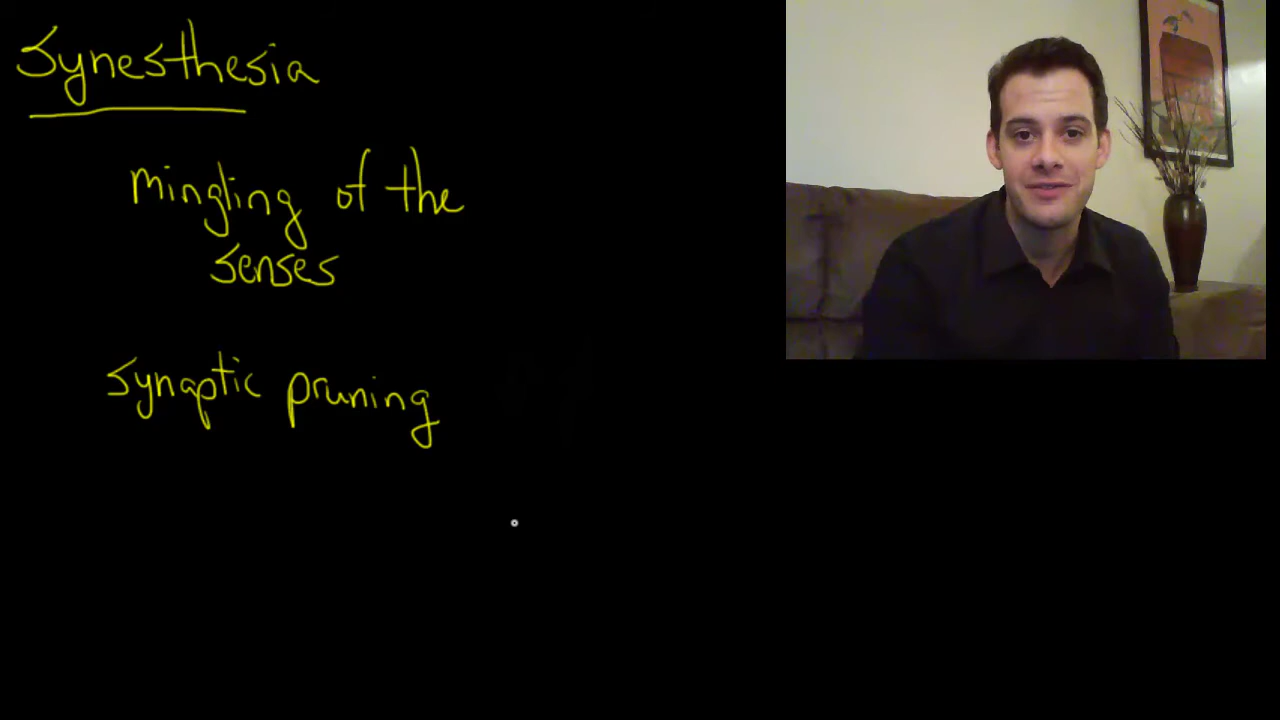 Synesthesia
mingling of the
senses
synaptic pruning